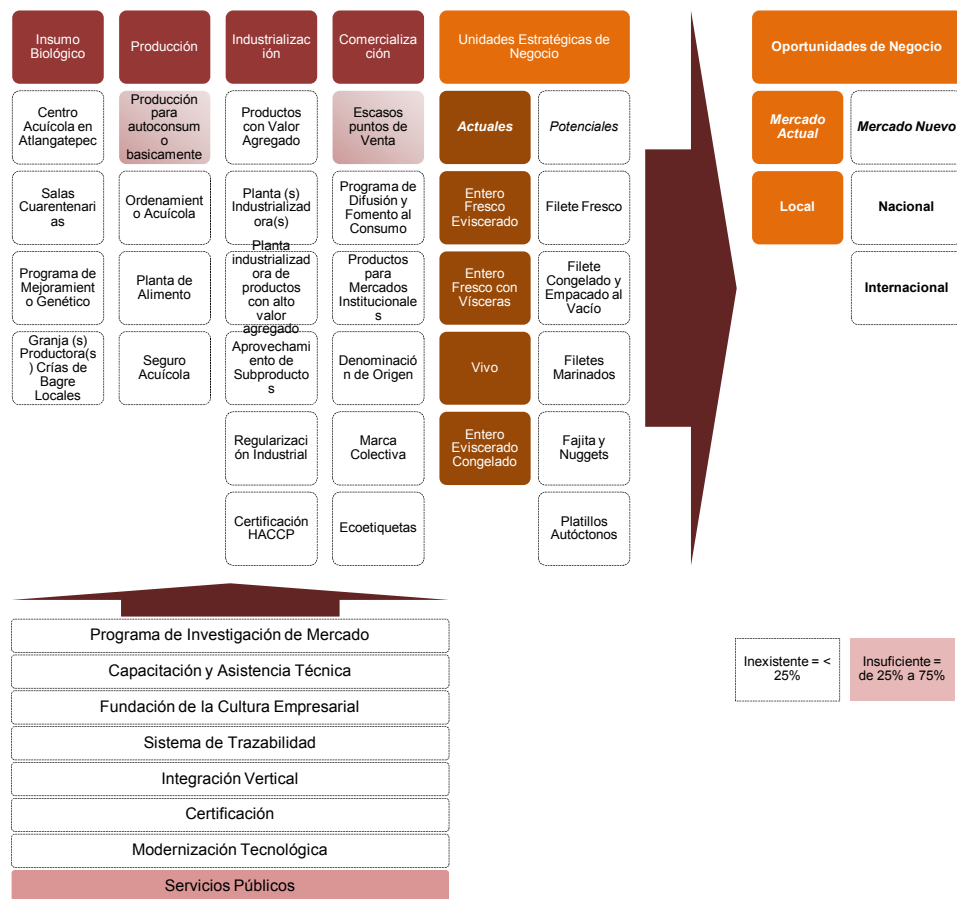 Insumo
Biológico
Producción
Industrializa
ción
Comercializa
ción
Unidades Estratégicas de
Negocio
Oportunidades de Negocio
Centro
Acuícola en
Atlangatepec
Salas
Cuarentenari
as
Programa de
Mejoramient
o Genético
Granja (s)
Productora(s
) Crías de
Bagre
Locales
Producción
para
autoconsum
o
basicamente
Ordenamient
o Acuícola
Planta de
Alimento
Seguro
Acuícola
Productos
con Valor
Agregado
Planta (s)
Industrializ
adora(s)
Planta
industrializad
ora de
productos
con alto
valor
agregado
Aprovechami
ento de
Subproducto
s
Regularizaci
ón Industrial
Certificación
HACCP
Escasos
puntos de
Venta
Programa de
Difusión y
Fomento al
Consumo
Productos
para
Mercados
Institucionale
s
Denominació
n de Origen
Marca
Colectiva
Ecoetiquetas
Actuales
Entero
Fresco
Eviscerado
Entero
Fresco con
Vísceras
Vivo
Entero
Eviscerado
Congelado
Potenciales
Filete Fresco
Filete
Congelado y
Empacado al
Vacío
Filetes
Marinados
Fajita y
Nuggets
Platillos
Autóctonos
Mercado
Actual
Local
Mercado Nuevo
Nacional
Internacional
Programa de Investigación de Mercado
Capacitación y Asistencia Técnica
Fundación de la Cultura Empresarial
Sistema de Trazabilidad
Integración Vertical
Certificación
Modernización Tecnológica
Servicios Públicos
Inexistente = <
25%
Insuficiente =
de 25% a 75%